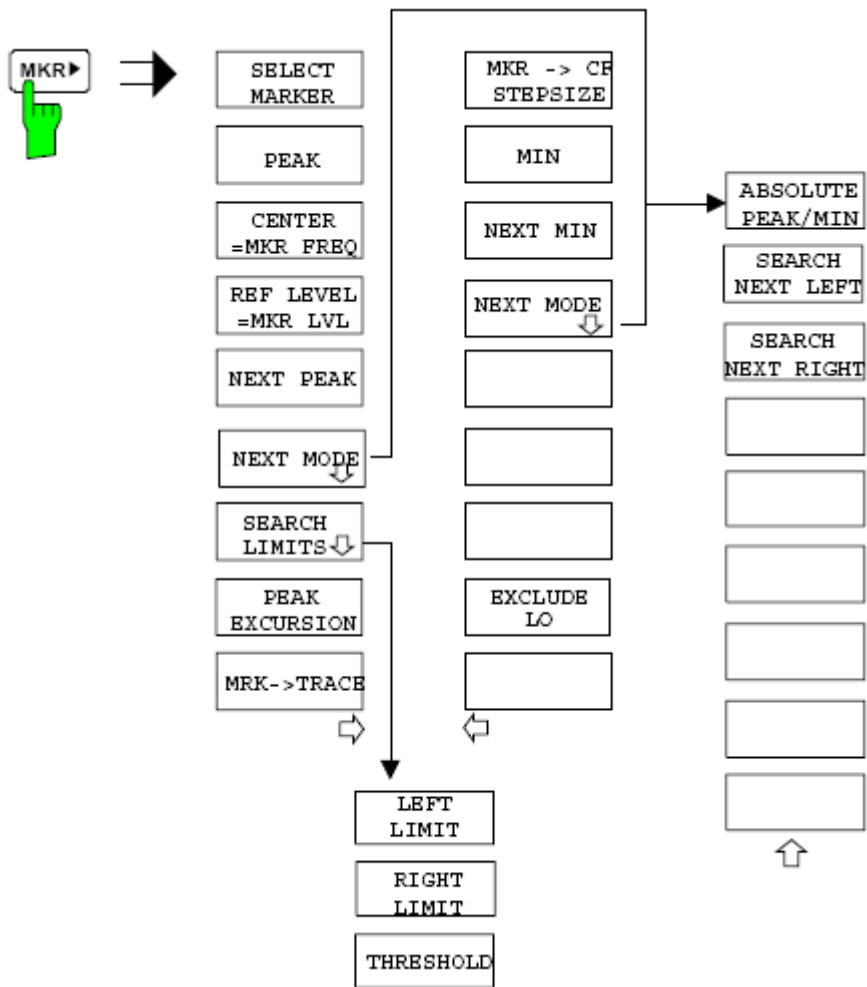 MKR
SELECT
MARKER
PEAK
CENTER
=MKR FREQ
REF LEVEL
=MKR LVL
NEXT PEAK
NEXT MODE
SEARCH
LIMITS
PEAK
EXCURSION
MRK->TRACE
MKR -> CF
STEPSIZE
MIN
NEXT MIN
NEXT MODE
EXCLUDE
LO
ABSOLUTE
PEAK/MIN
SEARCH
NEXT LEFT
SEARCH
NEXT RIGHT
LEFT
LIMIT
RIGHT
LIMIT
THRESHOLD